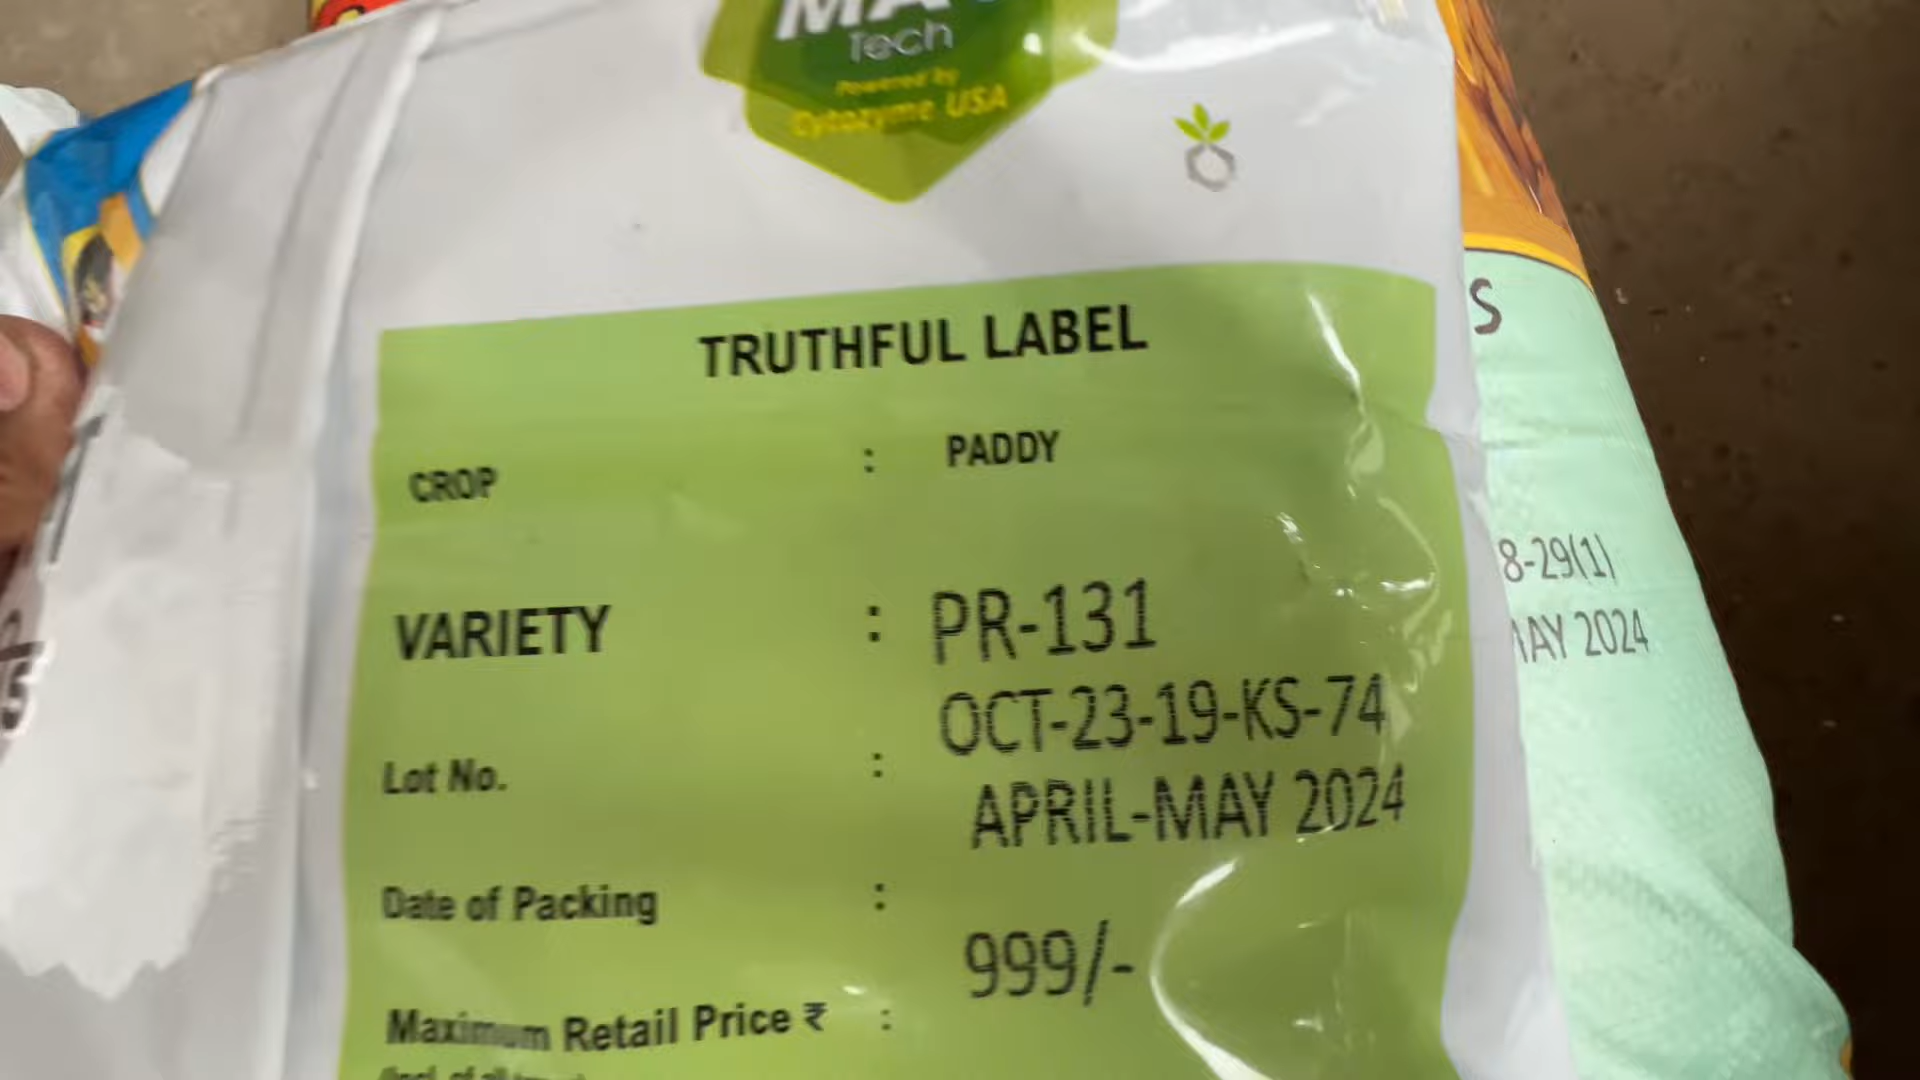 Tech
Powered by
Cytozyme USA
TRUTHFUL LABEL
CROP : PADDY
VARIETY : PR-131
Lot No. : OCT-23-19-KS-74
Date of Packing : APRIL-MAY 2024
Maximum Retail Price ₹ : 999/-
S
8-29(1)
MAY 2024